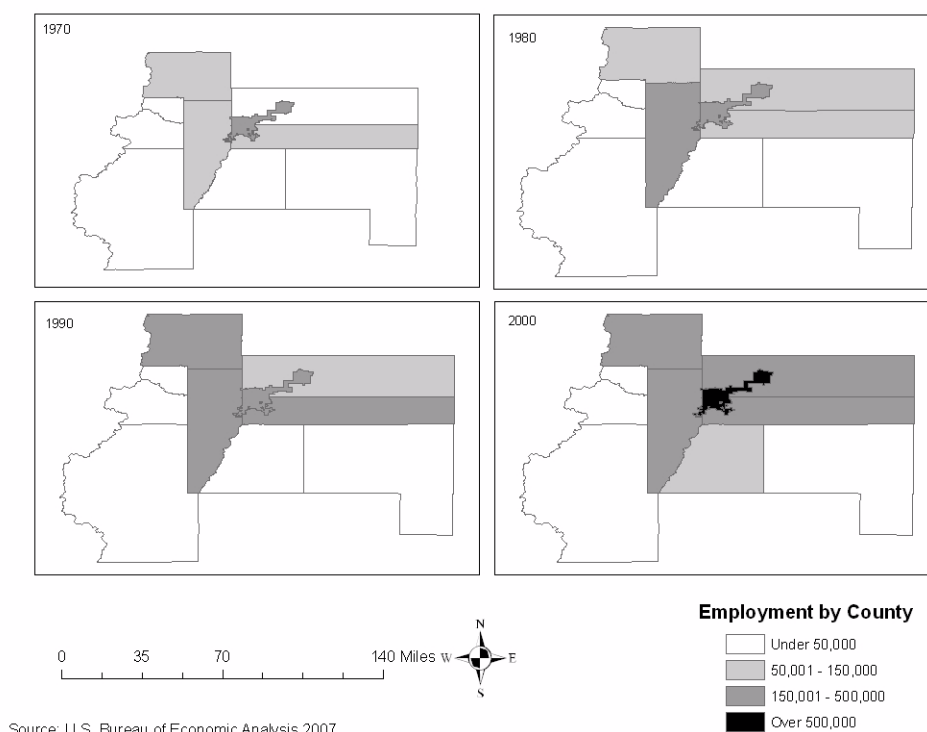 1970
1980
1990
2000
Employment by County
Under 50,000
50,001 - 150,000
150,001 - 500,000
Over 500,000
0 35 70 140 Miles
N
W E
S
Source: U.S. Bureau of Economic Analysis 2007